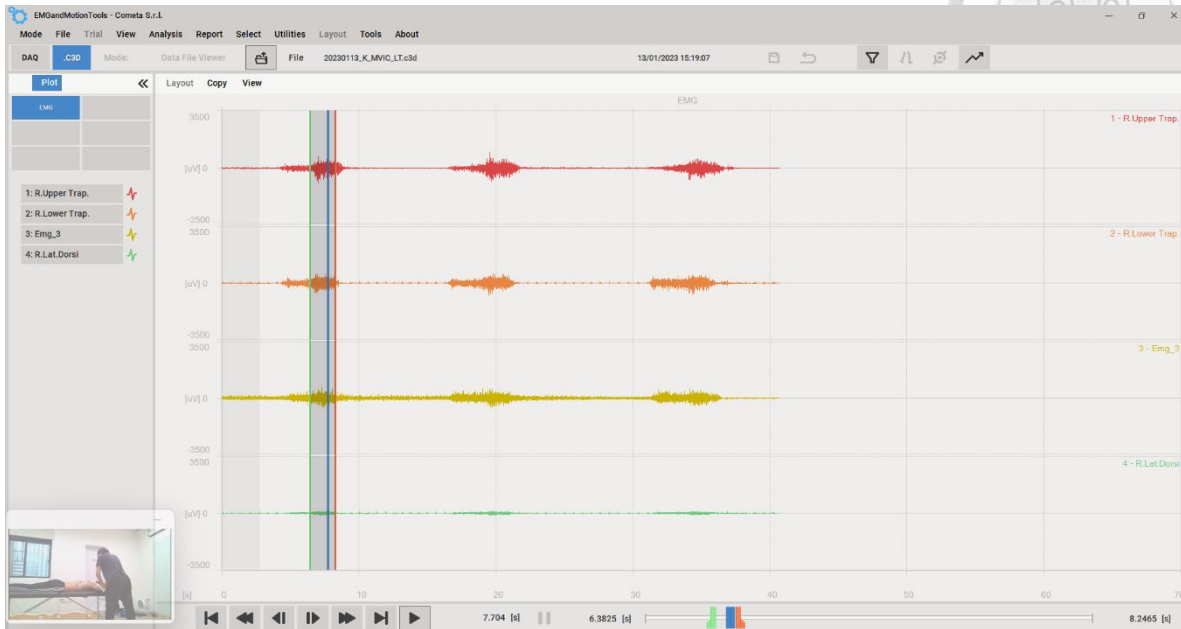 EMGandMotionTools - Cometa S.r.l.
Mode File Trial View Analysis Report Select Utilities Layout Tools About
DAQ .C3D Mode: Data File Viewer File 20230113_K_MVIC_LT.c3d 13/01/2023 15:19:07
Plot Layout Copy View
EMG
EMG
3500
1 - R.Upper Trap.
[uV] 0
1: R.Upper Trap.
2: R.Lower Trap.
-3500
3500
2 - R.Lower Trap.
3: Emg_3
4: R.Lat.Dorsi
[uV] 0
-3500
3500
3 - Emg_3
[uV] 0
-3500
3500
4 - R.Lat.Dorsi
[uV] 0
-3500
[s] 0 10 20 30 40 50 60 70
7.704 [s] 6.3825 [s] 8.2465 [s]